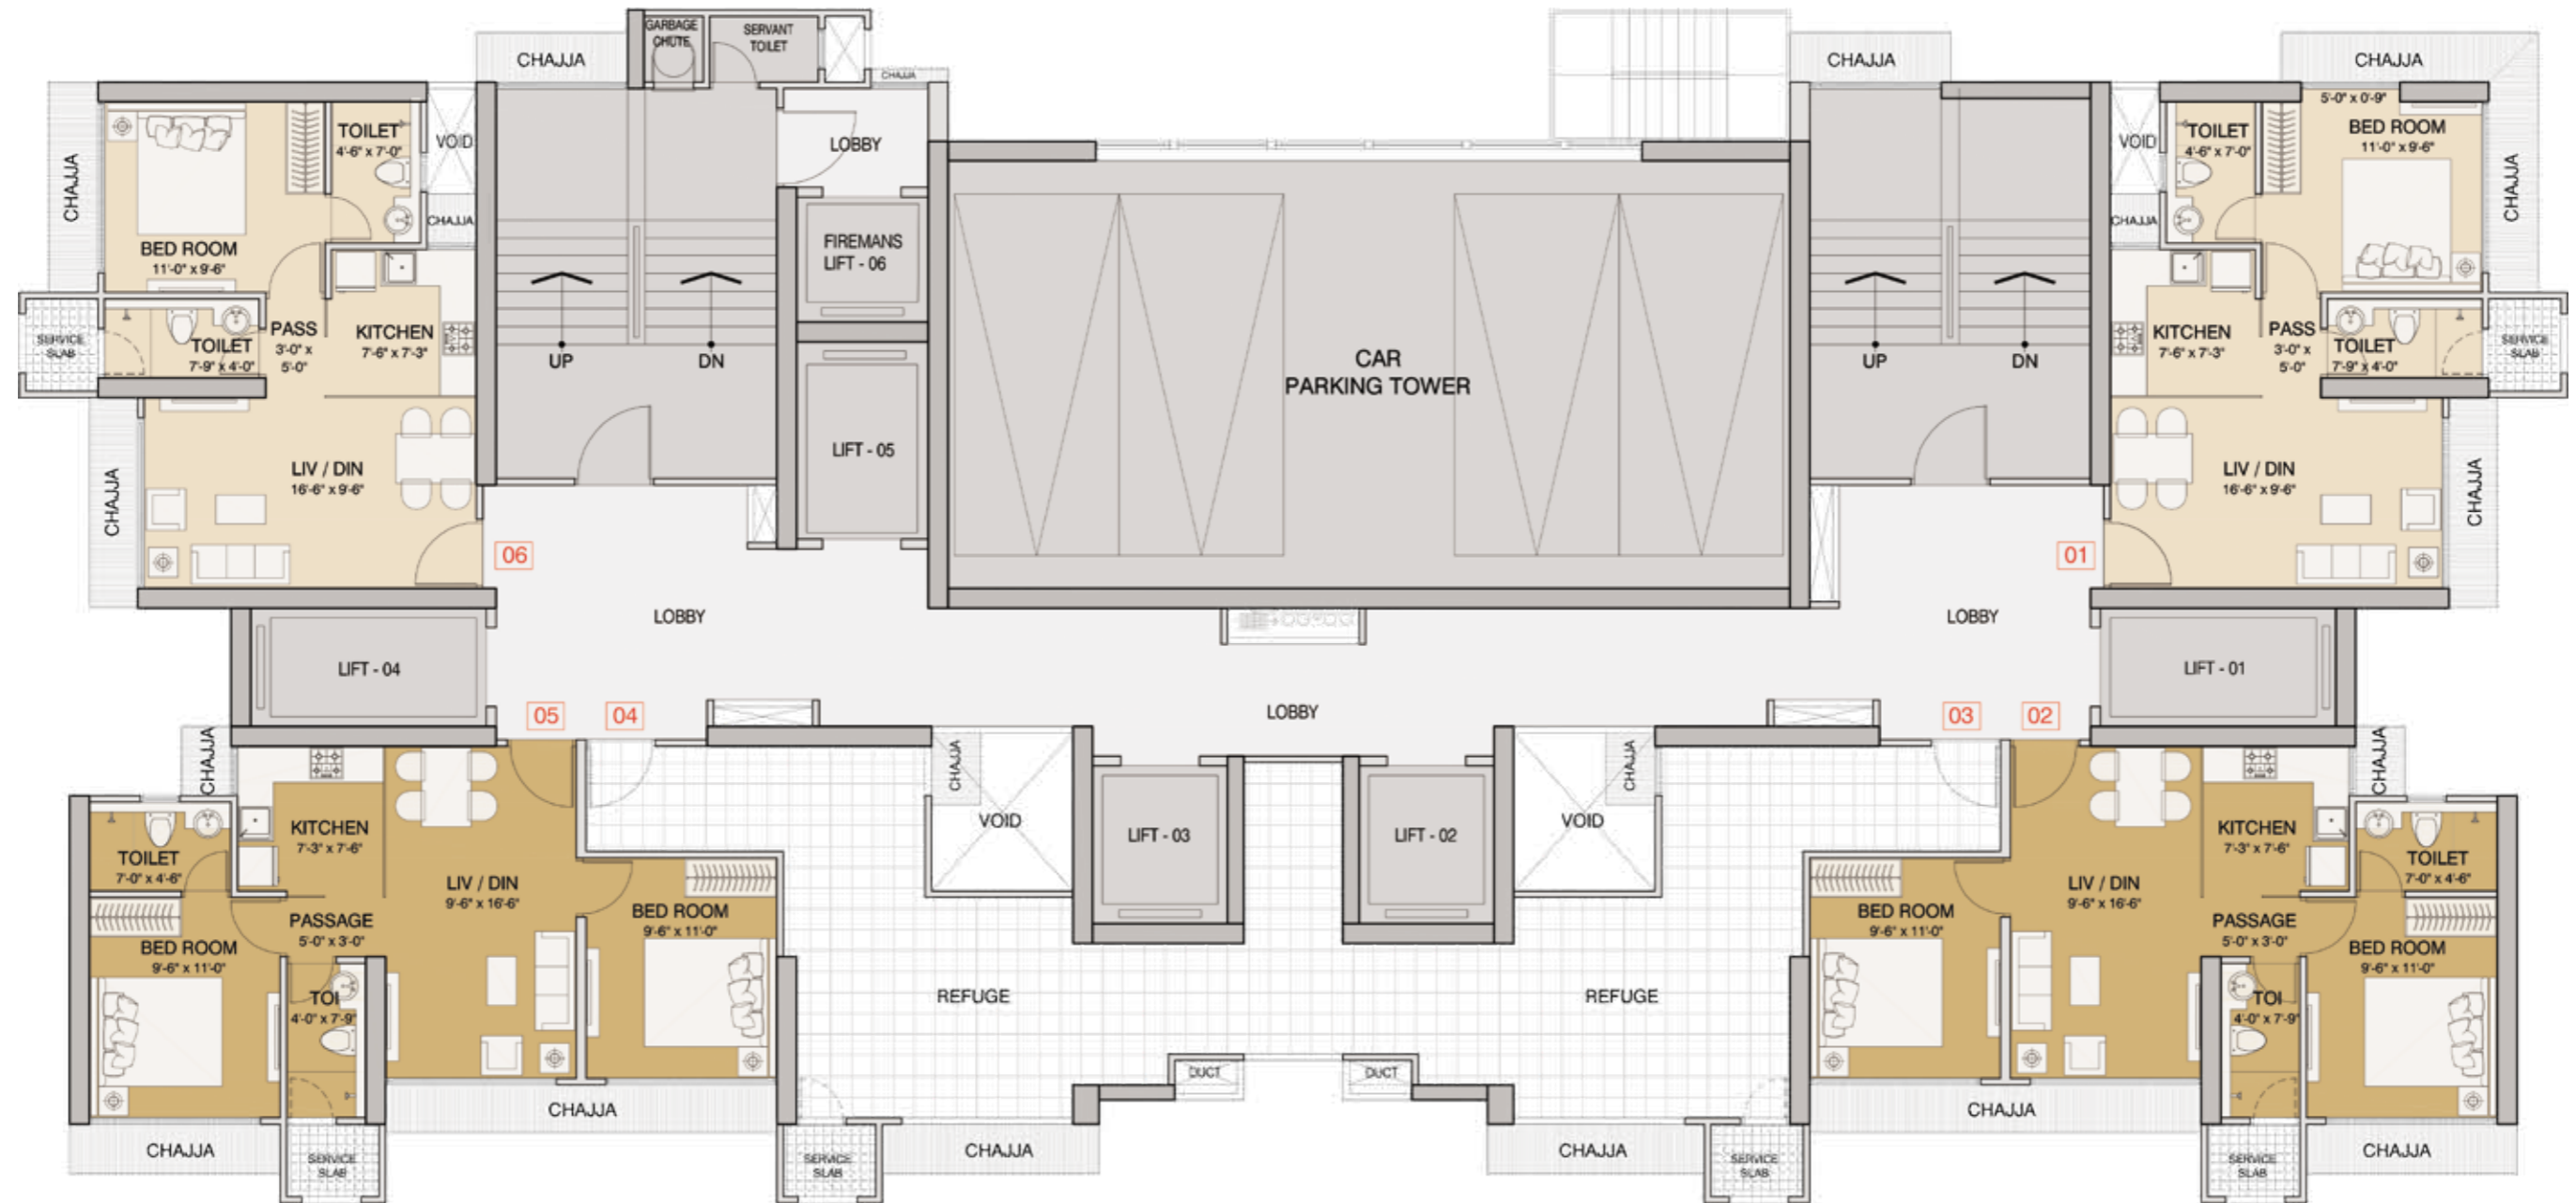 GARBAGE
CHUTE
SERVANT
TOILET
CHAJJA
CHAJJA
CHAJJA
CHAJJA
CHAJJA
TOILET
4'-6" x 7'-0"
VOID
CHAJJA
BED ROOM
11'-0" x 9'-6"
SERVICE
SLAB
TOILET
7'-9" x 4'-0"
PASS
3'-0" x
5'-0"
KITCHEN
7'-6" x 7'-3"
LIV / DIN
16'-6" x 9'-6"
CHAJJA
UP
DN
LOBBY
FIREMANS
LIFT - 06
LIFT - 05
CAR
PARKING TOWER
UP
DN
VOID
CHAJJA
TOILET
4'-6" x 7'-0"
5'-0" x 0'-9"
BED ROOM
11'-0" x 9'-6"
CHAJJA
KITCHEN
7'-6" x 7'-3"
PASS
3'-0" x
5'-0"
TOILET
7'-9" x 4'-0"
SERVICE
SLAB
LIV / DIN
16'-6" x 9'-6"
CHAJJA
06
01
LOBBY
LOBBY
LIFT - 04
LIFT - 01
05
04
LOBBY
03
02
CHAJJA
KITCHEN
7'-3" x 7'-6"
TOILET
7'-0" x 4'-6"
LIV / DIN
9'-6" x 16'-6"
PASSAGE
5'-0" x 3'-0"
BED ROOM
9'-6" x 11'-0"
BED ROOM
9'-6" x 11'-0"
TOI
4'-0" x 7'-9"
CHAJJA
VOID
LIFT - 03
LIFT - 02
VOID
CHAJJA
REFUGE
REFUGE
DUCT
DUCT
CHAJJA
KITCHEN
7'-3" x 7'-6"
TOILET
7'-0" x 4'-6"
LIV / DIN
9'-6" x 16'-6"
BED ROOM
9'-6" x 11'-0"
PASSAGE
5'-0" x 3'-0"
BED ROOM
9'-6" x 11'-0"
TOI
4'-0" x 7'-9"
CHAJJA
CHAJJA
CHAJJA
SERVICE
SLAB
SERVICE
SLAB
CHAJJA
CHAJJA
SERVICE
SLAB
SERVICE
SLAB
CHAJJA